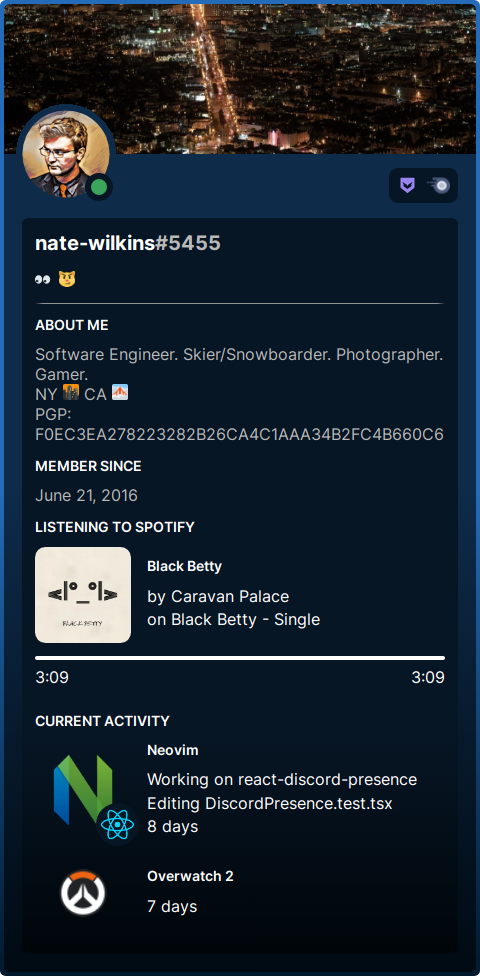 nate-wilkins#5455
👀 😼
ABOUT ME
Software Engineer. Skier/Snowboarder. Photographer.
Gamer.
NY 🌆 CA 🏔
PGP:
F0EC3EA278223282B26CA4C1AAA34B2FC4B660C6
MEMBER SINCE
June 21, 2016
LISTENING TO SPOTIFY
Black Betty
<|°_°|>
by Caravan Palace
BLACK BETTY
on Black Betty - Single
3:09 3:09
CURRENT ACTIVITY
Neovim
Working on react-discord-presence
Editing DiscordPresence.test.tsx
8 days
Overwatch 2
7 days